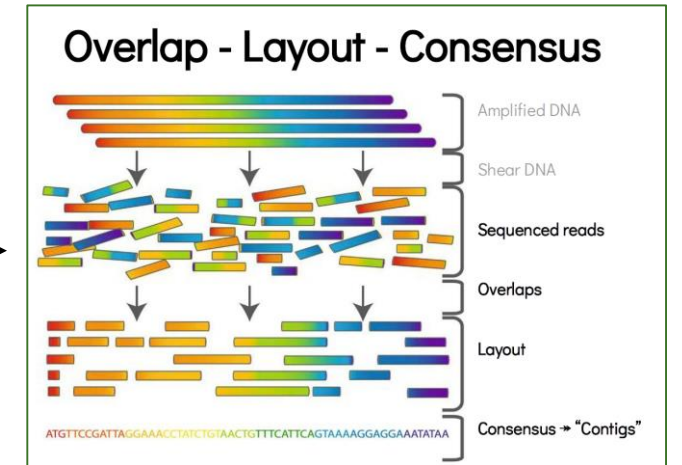 Overlap - Layout - Consensus
Amplified DNA
Shear DNA
Sequenced reads
Overlaps
Layout
ATGTTCCGATTAGGAAACCTATCTGTAACTGTTTCATTCAGTAAAAGGAGGAAATATAA
Consensus ➛ “Contigs”